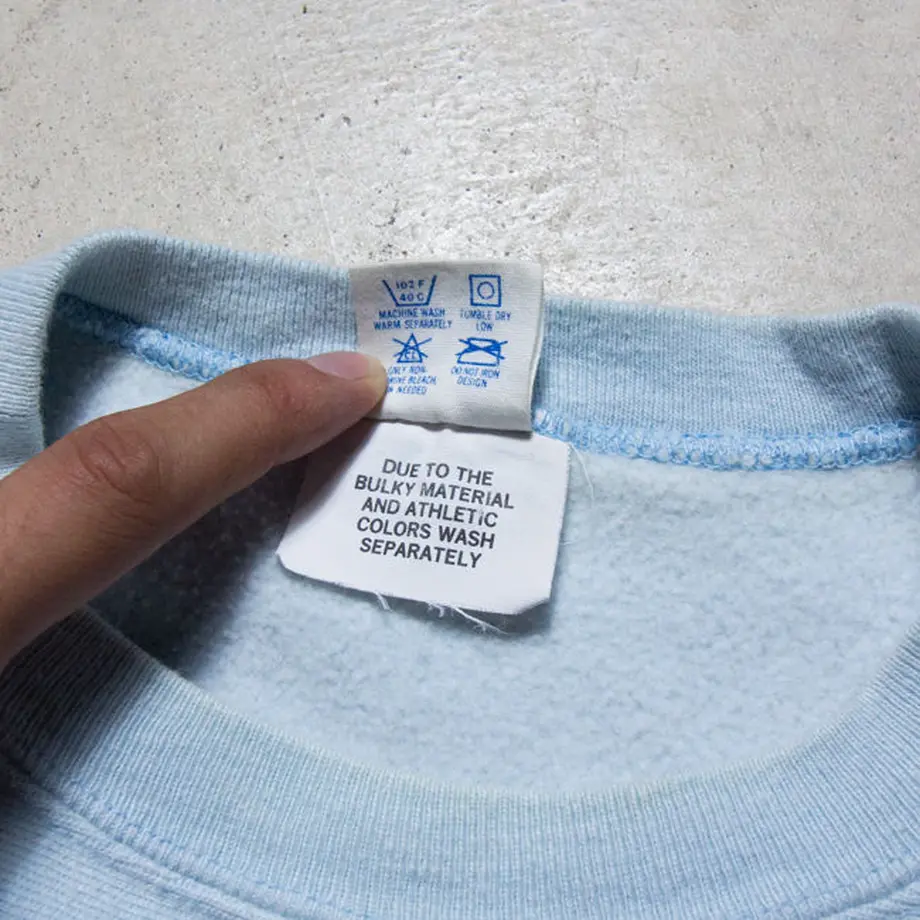 102 F
40 C
MACHINE WASH
WARM SEPARATELY
TUMBLE DRY
LOW
CL
ONLY NON-
BLEACH,
NEEDED
DO NOT IRON
DESIGN
DUE TO THE
BULKY MATERIAL
AND ATHLETIC
COLORS WASH
SEPARATELY